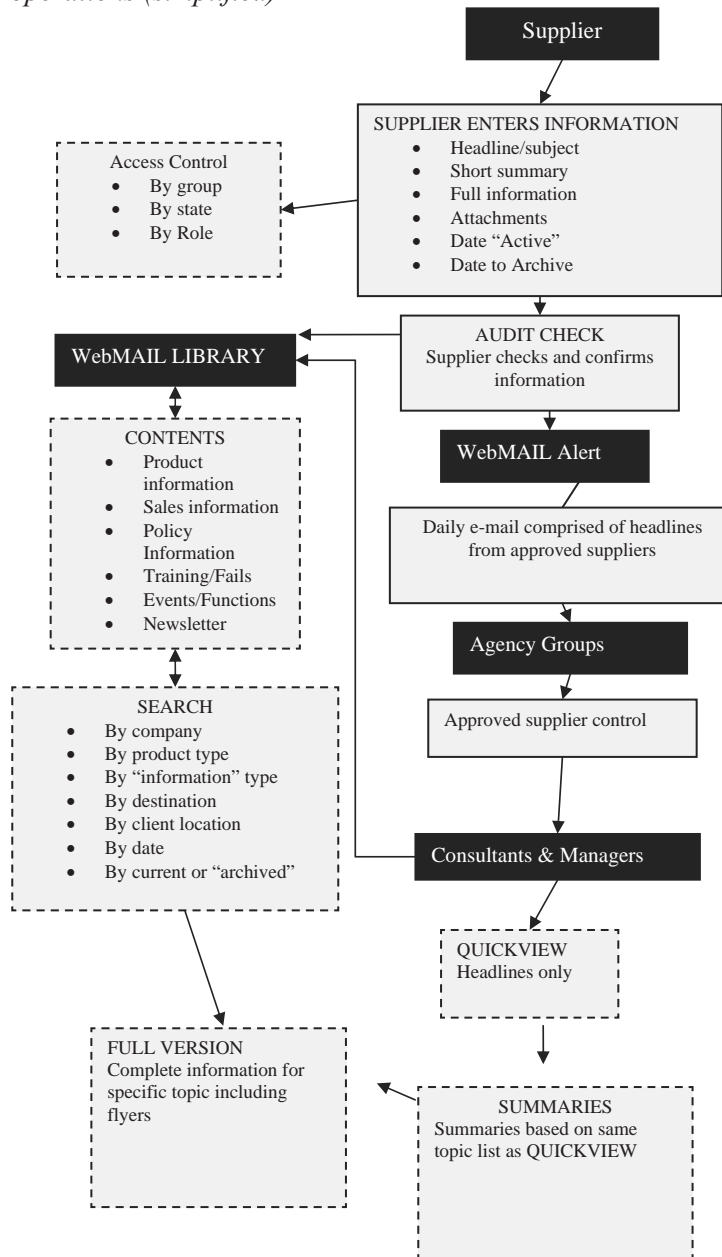 Supplier
SUPPLIER ENTERS INFORMATION
• Headline/subject
• Short summary
• Full information
• Attachments
• Date “Active”
• Date to Archive
Access Control
• By group
• By state
• By Role
AUDIT CHECK
Supplier checks and confirms
information
WebMAIL LIBRARY
CONTENTS
• Product
information
• Sales information
• Policy
Information
• Training/Fails
• Events/Functions
• Newsletter
WebMAIL Alert
Daily e-mail comprised of headlines
from approved suppliers
Agency Groups
Approved supplier control
SEARCH
• By company
• By product type
• By “information” type
• By destination
• By client location
• By date
• By current or “archived”
Consultants & Managers
QUICKVIEW
Headlines only
FULL VERSION
Complete information for
specific topic including
flyers
SUMMARIES
Summaries based on same
topic list as QUICKVIEW